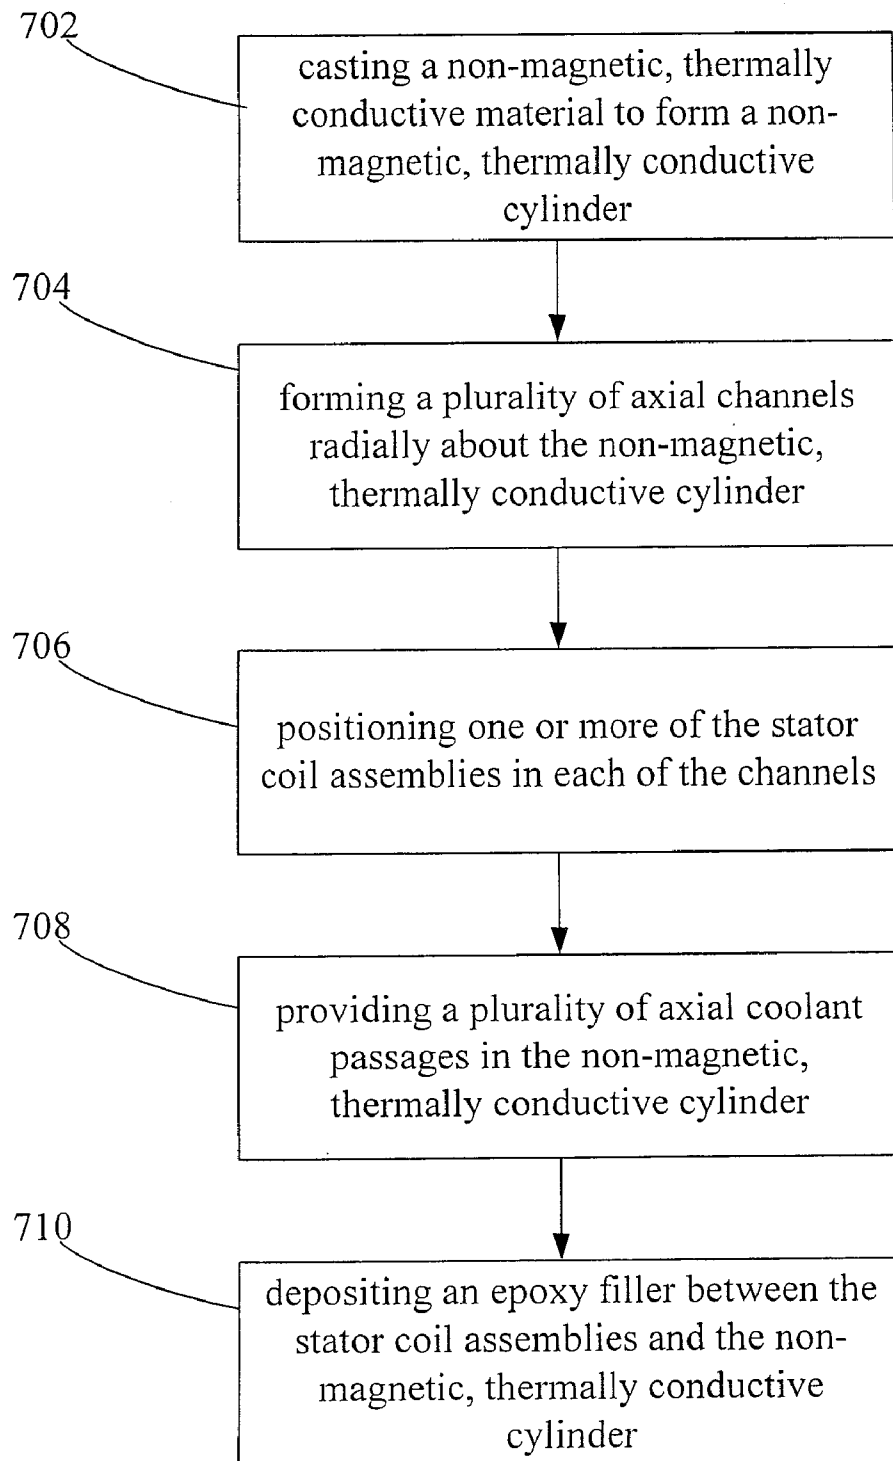 702
casting a non-magnetic, thermally
conductive material to form a non-
magnetic, thermally conductive
cylinder
704
forming a plurality of axial channels
radially about the non-magnetic,
thermally conductive cylinder
706
positioning one or more of the stator
coil assemblies in each of the channels
708
providing a plurality of axial coolant
passages in the non-magnetic,
thermally conductive cylinder
710
depositing an epoxy filler between the
stator coil assemblies and the non-
magnetic, thermally conductive
cylinder